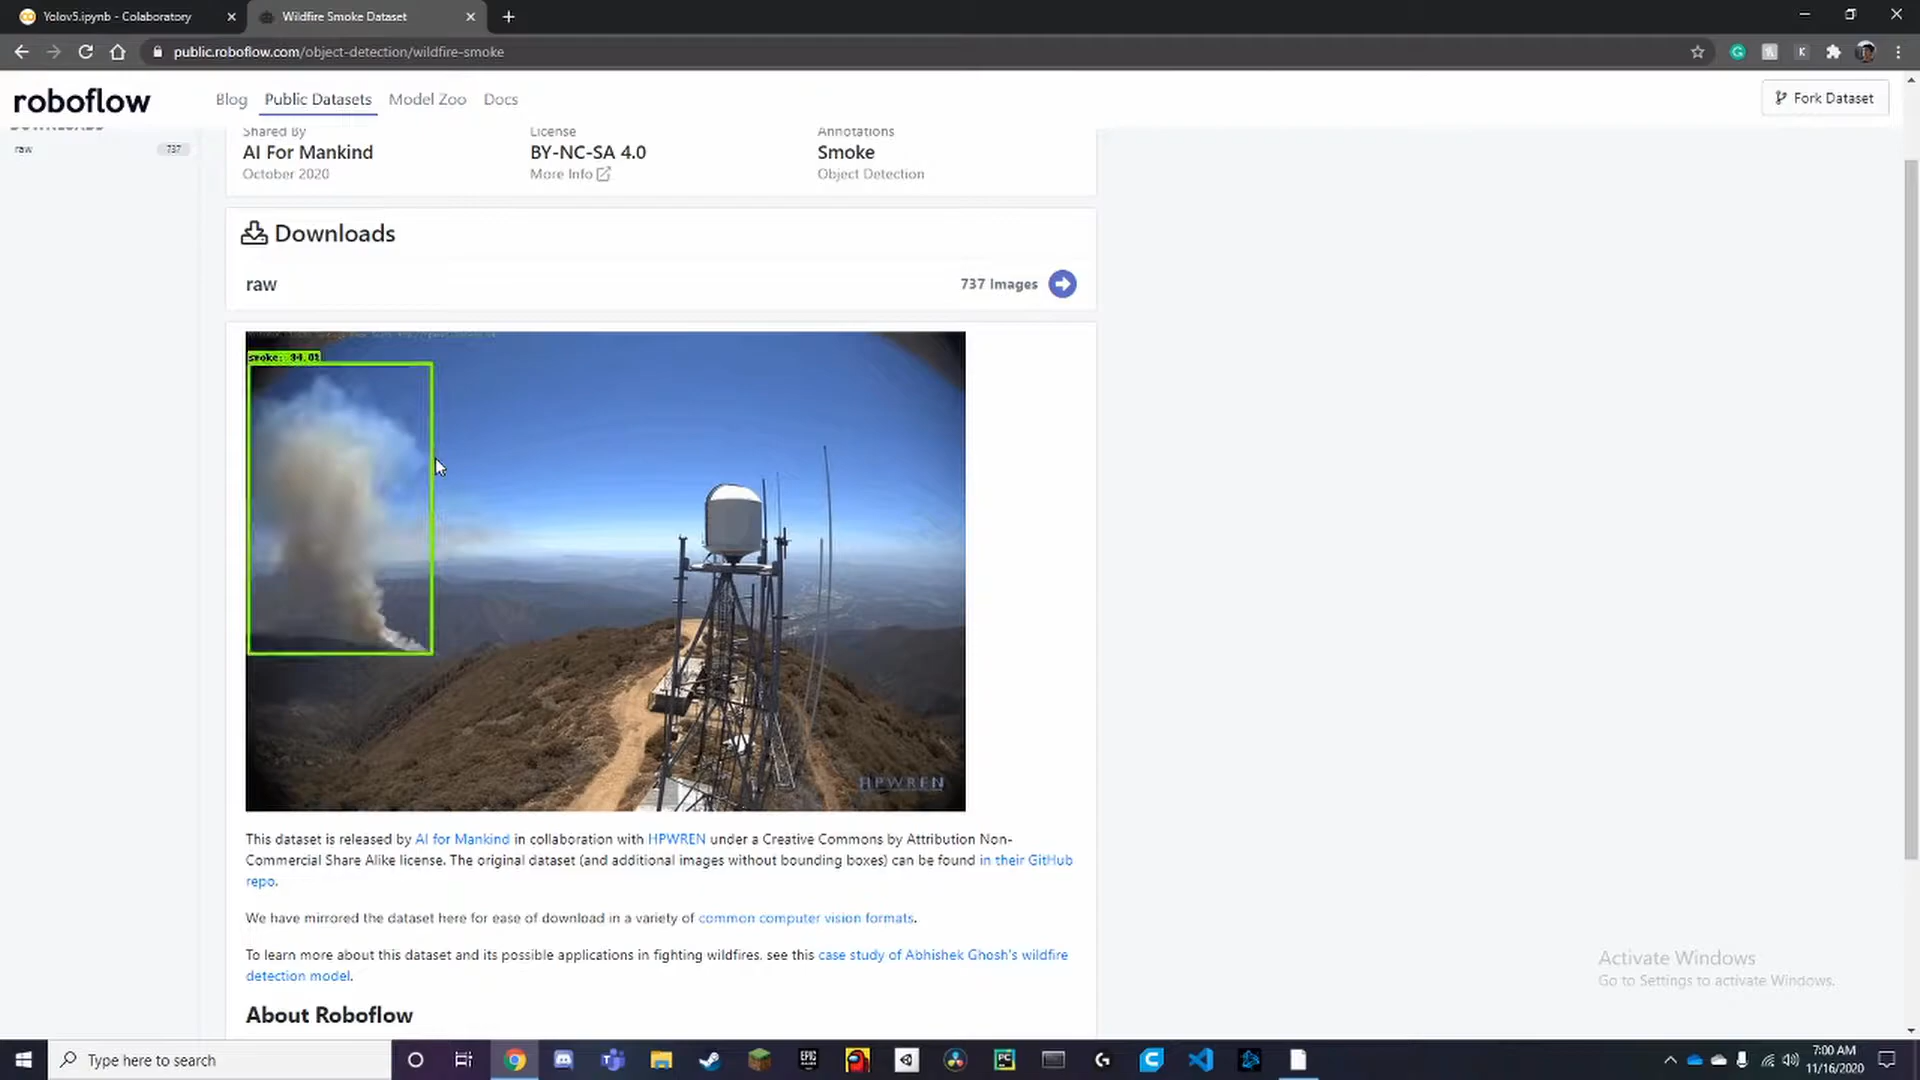 Yolov5.ipynb - Colaboratory
Wildfire Smoke Dataset
public.roboflow.com/object-detection/wildfire-smoke
roboflow
Blog
Public Datasets
Model Zoo
Docs
Fork Dataset
DOWNLOADS
raw
737
Shared By
License
Annotations
AI For Mankind
BY-NC-SA 4.0
Smoke
October 2020
More Info
Object Detection
Downloads
raw
737 Images
HPWREN
This dataset is released by AI for Mankind in collaboration with HPWREN under a Creative Commons by Attribution Non-
Commercial Share Alike license. The original dataset (and additional images without bounding boxes) can be found in their GitHub
repo.
We have mirrored the dataset here for ease of download in a variety of common computer vision formats.
To learn more about this dataset and its possible applications in fighting wildfires, see this case study of Abhishek Ghosh's wildfire
detection model.
About Roboflow
Activate Windows
Go to Settings to activate Windows.
Type here to search
7:00 AM
11/16/2020